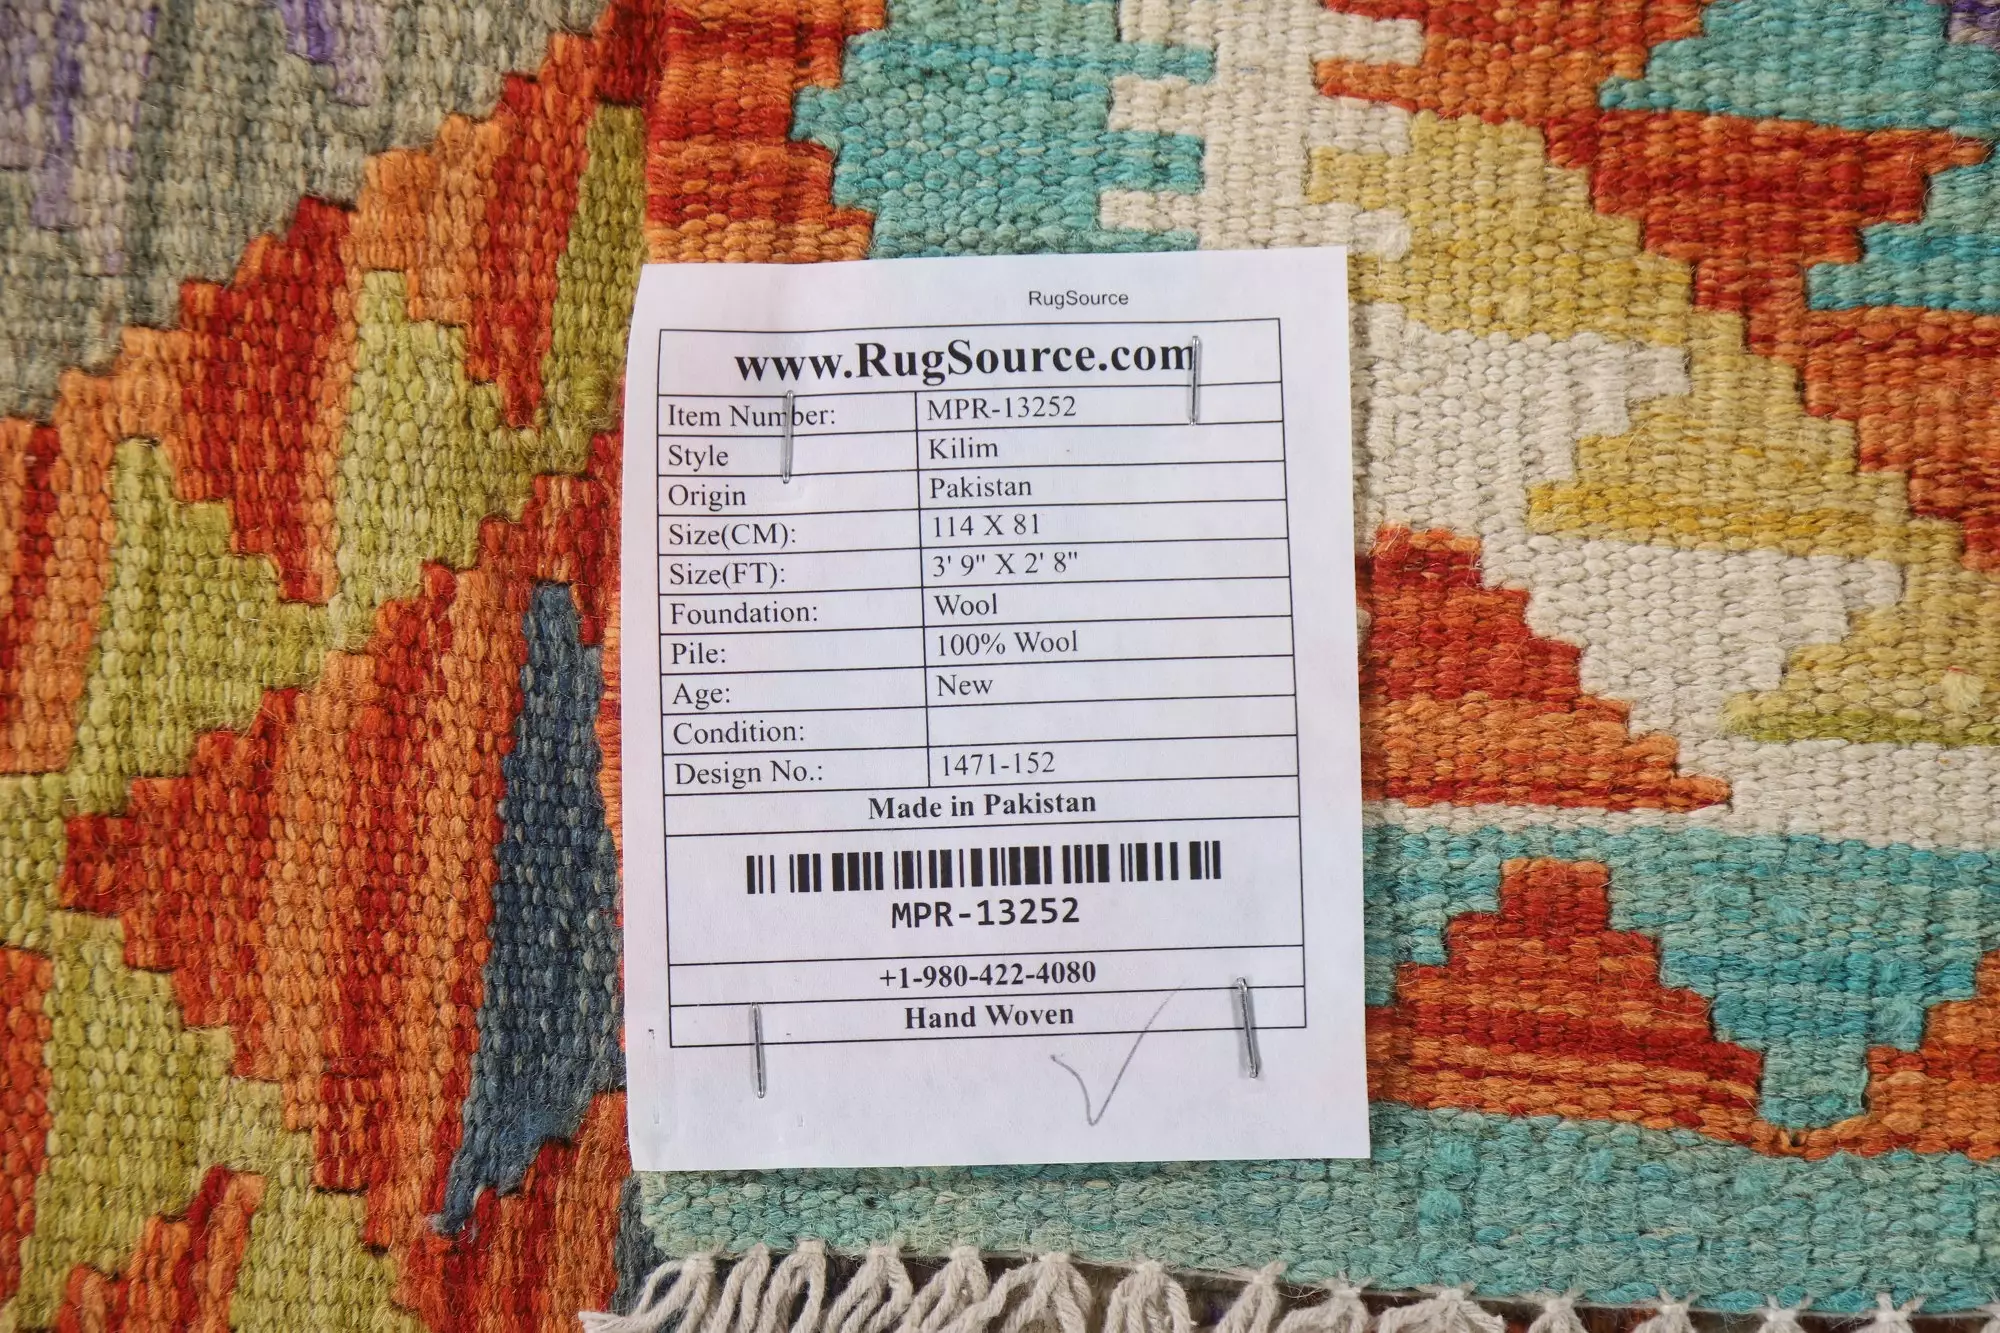 RugSource
www.RugSource.com
Item Number: MPR-13252
Style Kilim
Origin Pakistan
Size(CM): 114 X 81
Size(FT): 3' 9" X 2' 8"
Foundation: Wool
Pile: 100% Wool
Age: New
Condition:
Design No.: 1471-152
Made in Pakistan
MPR-13252
+1-980-422-4080
Hand Woven